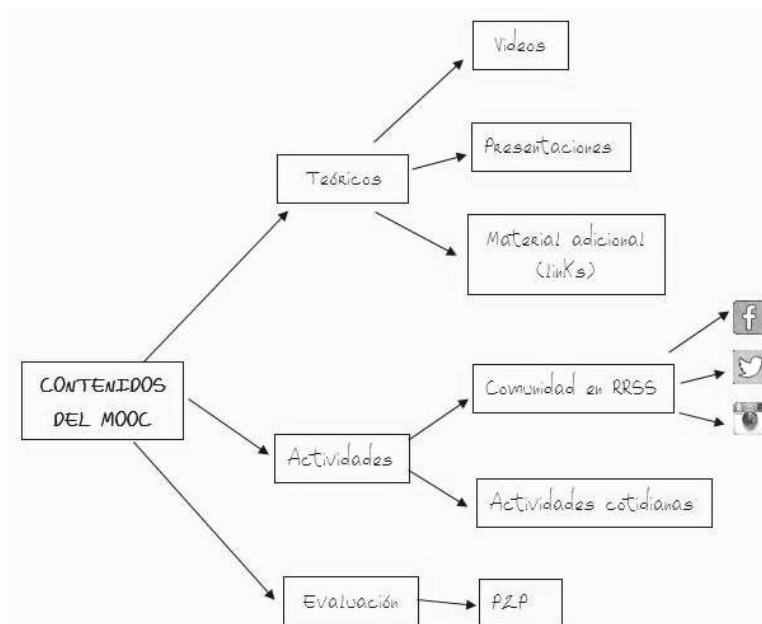 Videos
Presentaciones
Teóricos
Material adicional
(links)
CONTENIDOS
DEL MOOC
Comunidad en RRSS
Actividades
Actividades cotidianas
Evaluación
P2P